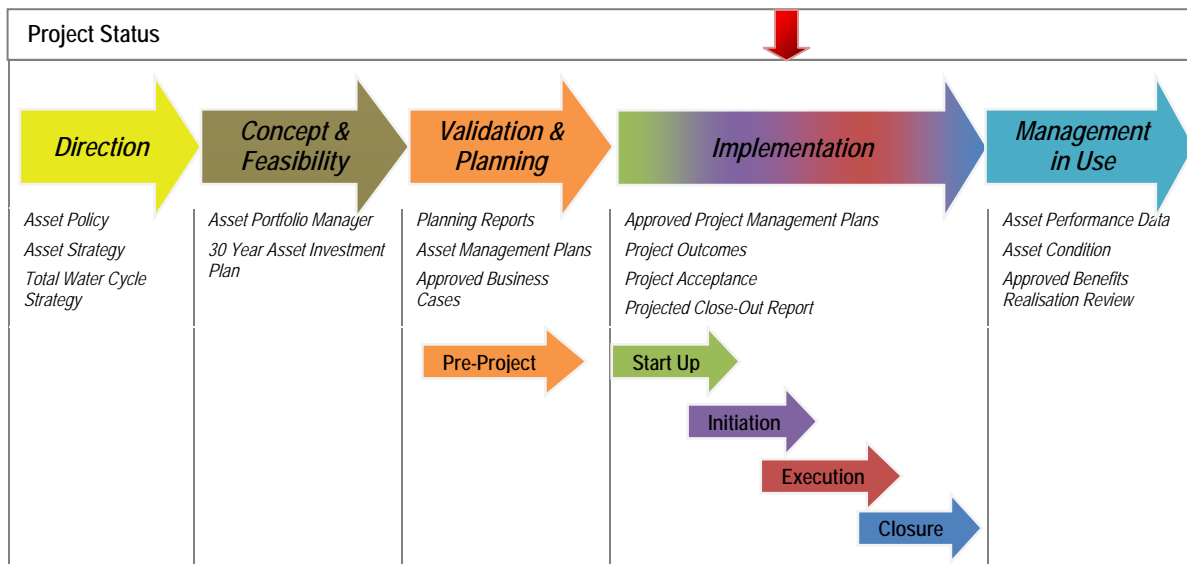 Project Status
Direction
Concept &
Feasibility
Validation &
Planning
Implementation
Management
in Use
Asset Policy
Asset Strategy
Total Water Cycle
Strategy
Asset Portfolio Manager
30 Year Asset Investment
Plan
Planning Reports
Asset Management Plans
Approved Business
Cases
Approved Project Management Plans
Project Outcomes
Project Acceptance
Projected Close-Out Report
Asset Performance Data
Asset Condition
Approved Benefits
Realisation Review
Pre-Project
Start Up
Initiation
Execution
Closure